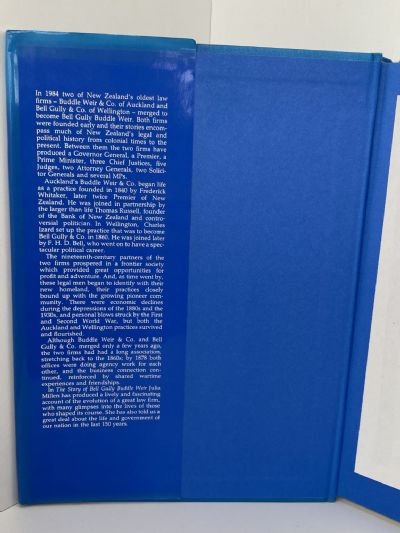 In 1984 two of New Zealand's oldest law
firms – Buddle Weir & Co. of Auckland and
Bell Gully & Co. of Wellington – merged to
become Bell Gully Buddle Weir. Both firms
were founded early and their stories encom-
pass much of New Zealand's legal and
political history from colonial times to the
present. Between them the two firms have
produced a Governor General, a Premier, a
Prime Minister, three Chief Justices, five
Judges, two Attorney Generals, two Solici-
tor Generals and several MPs.
Auckland's Buddle Weir & Co. began life
as a practice founded in 1840 by Frederick
Whitaker, later twice Premier of New
Zealand. He was joined in partnership by
the larger than life Thomas Russell, founder
of the Bank of New Zealand and contro-
versial politician. In Wellington, Charles
Izard set up the practice that was to become
Bell Gully & Co. in 1860. He was joined later
by F. H. D. Bell, who went on to have a spec-
tacular political career.
The nineteenth-century partners of the
two firms prospered in a frontier society
which provided great opportunities for
profit and adventure. And, as time went by,
these legal men began to identify with their
new homeland, their practices closely
bound up with the growing pioneer com-
munity. There were economic declines
during the depressions of the 1880s and the
1930s, and personal blows struck by the First
and Second World War, but both the
Auckland and Wellington practices survived
and flourished.
Although Buddle Weir & Co. and Bell
Gully & Co. merged only a few years ago,
the two firms had had a long association,
stretching back to the 1860s; by 1878 both
offices were doing agency work for each
other, and the business connection con-
tinued, reinforced by shared wartime
experiences and friendships.
In The Story of Bell Gully Buddle Weir Julia
Millen has produced a lively and fascinating
account of the evolution of a great law firm,
with many glimpses into the lives of those
who shaped its course. She has also told us a
great deal about the life and government of
our nation in the last 150 years.